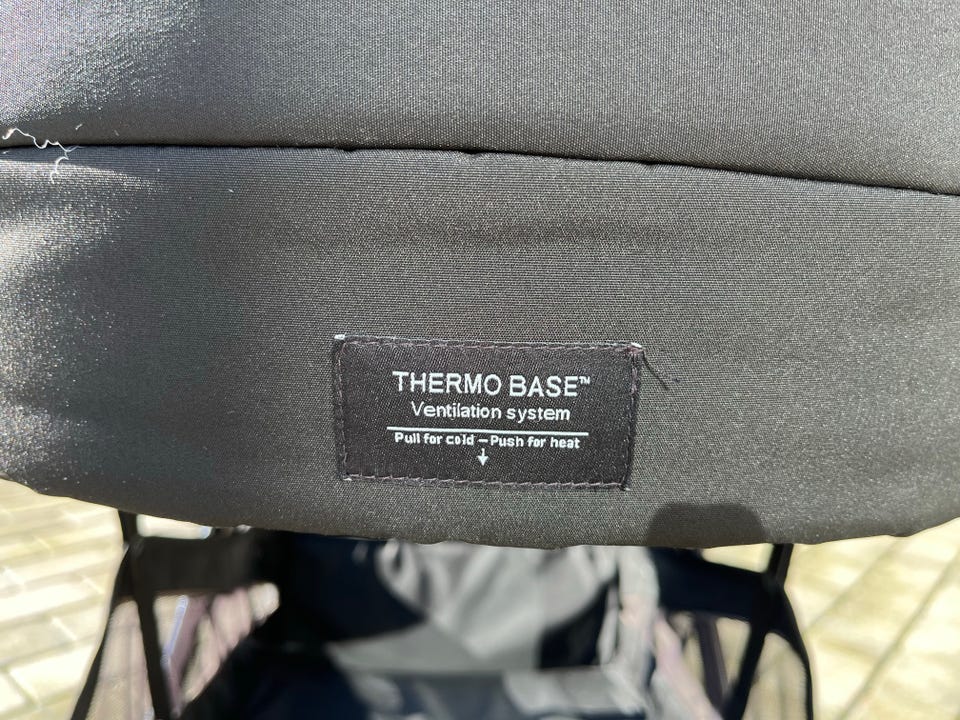 THERMO BASE™
Ventilation system
Pull for cold – Push for heat
↓